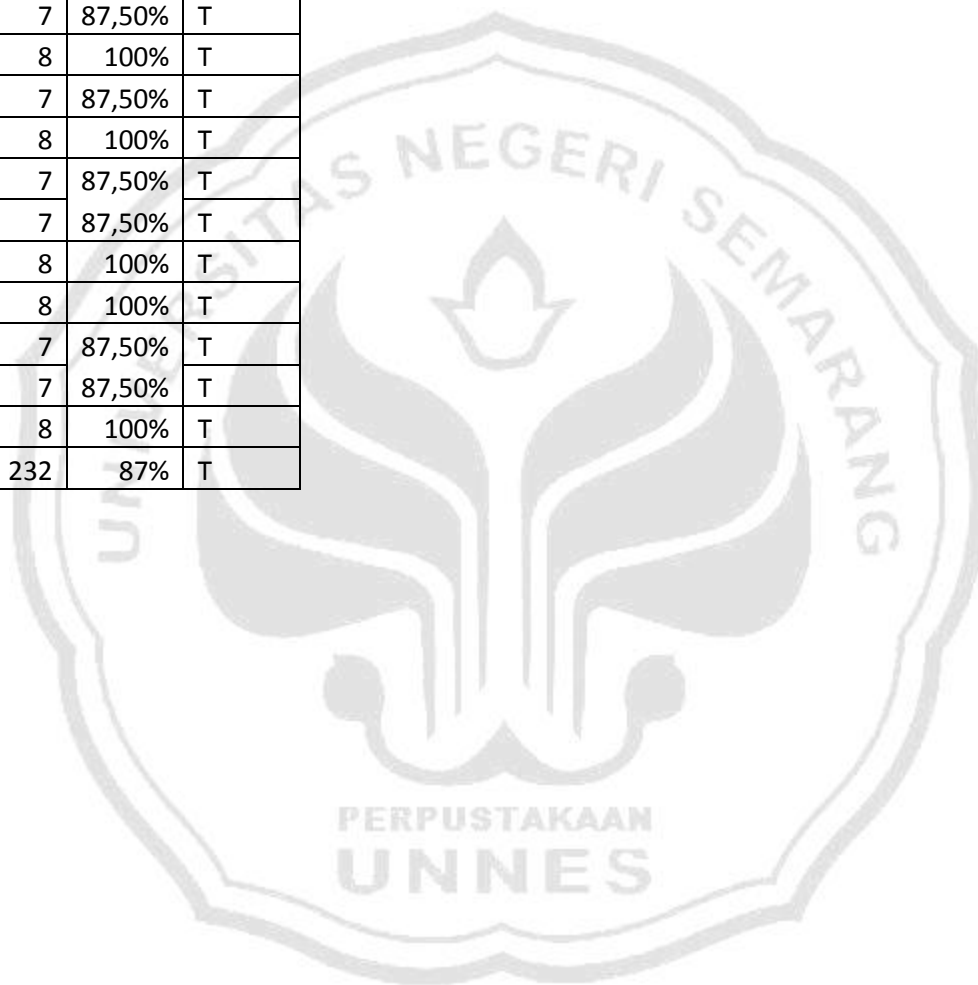 7 87,50% T
8 100% T
7 87,50% T
8 100% T
7 87,50% T
7 87,50% T
8 100% T
8 100% T
7 87,50% T
7 87,50% T
8 100% T
232 87% T
UNIVERSITAS NEGERI SEMARANG
PERPUSTAKAAN
UNNES